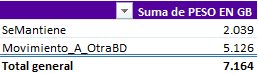 Suma de PESO EN GB
SeMantiene 2.039
Movimiento_A_OtraBD 5.126
Total general 7.164